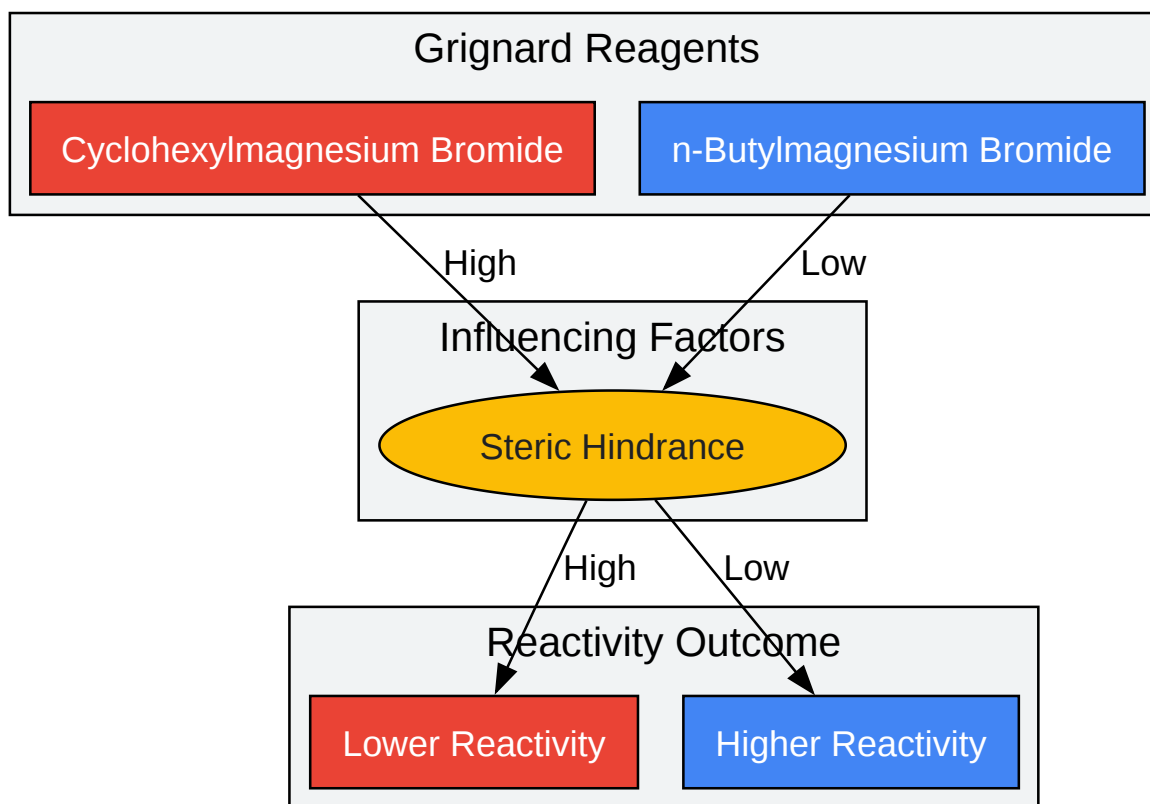 Grignard Reagents
Cyclohexylmagnesium Bromide
n-Butylmagnesium Bromide
High
Low
Influencing Factors
Steric Hindrance
High
Low
Reactivity Outcome
Lower Reactivity
Higher Reactivity